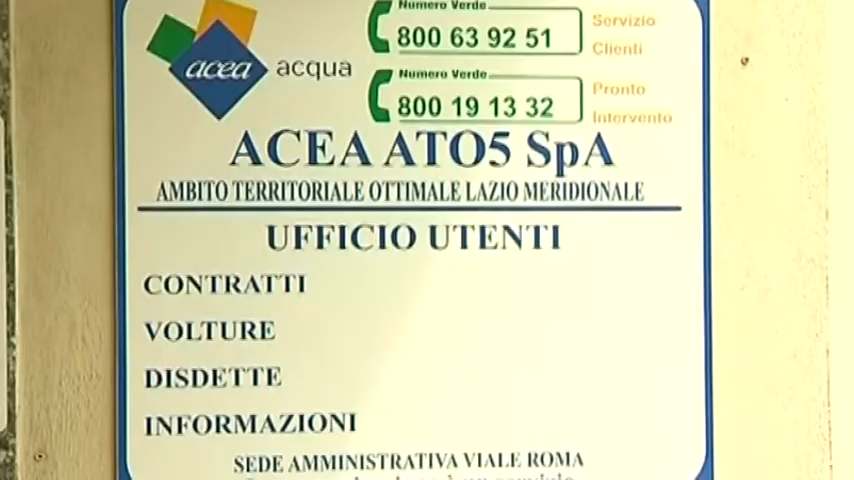 Numero Verde
800 63 92 51
Servizio
Clienti
acea acqua
Numero Verde
800 19 13 32
Pronto
Intervento
ACEA ATO5 SpA
AMBITO TERRITORIALE OTTIMALE LAZIO MERIDIONALE
UFFICIO UTENTI
CONTRATTI
VOLTURE
DISDETTE
INFORMAZIONI
SEDE AMMINISTRATIVA VIALE ROMA